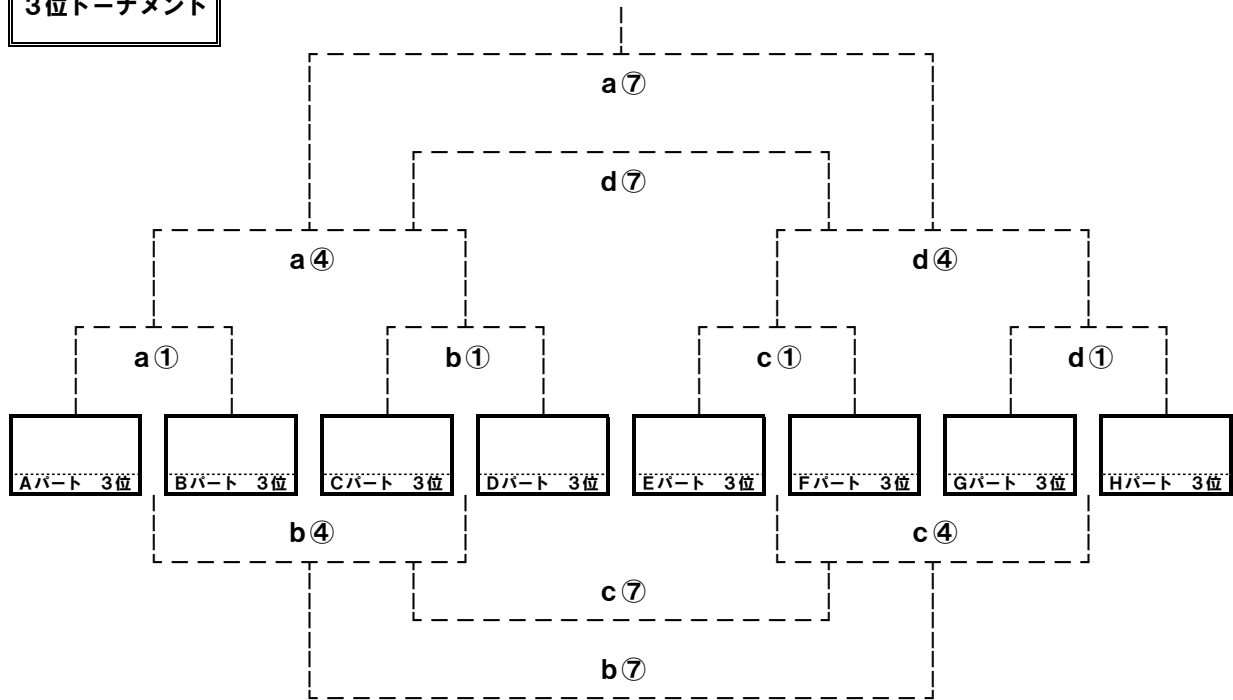 3位トーナメント
a⑦
d⑦
a④
d④
a①
b①
c①
d①
Aパート 3位
Bパート 3位
Cパート 3位
Dパート 3位
Eパート 3位
Fパート 3位
Gパート 3位
Hパート 3位
b④
c④
c⑦
b⑦